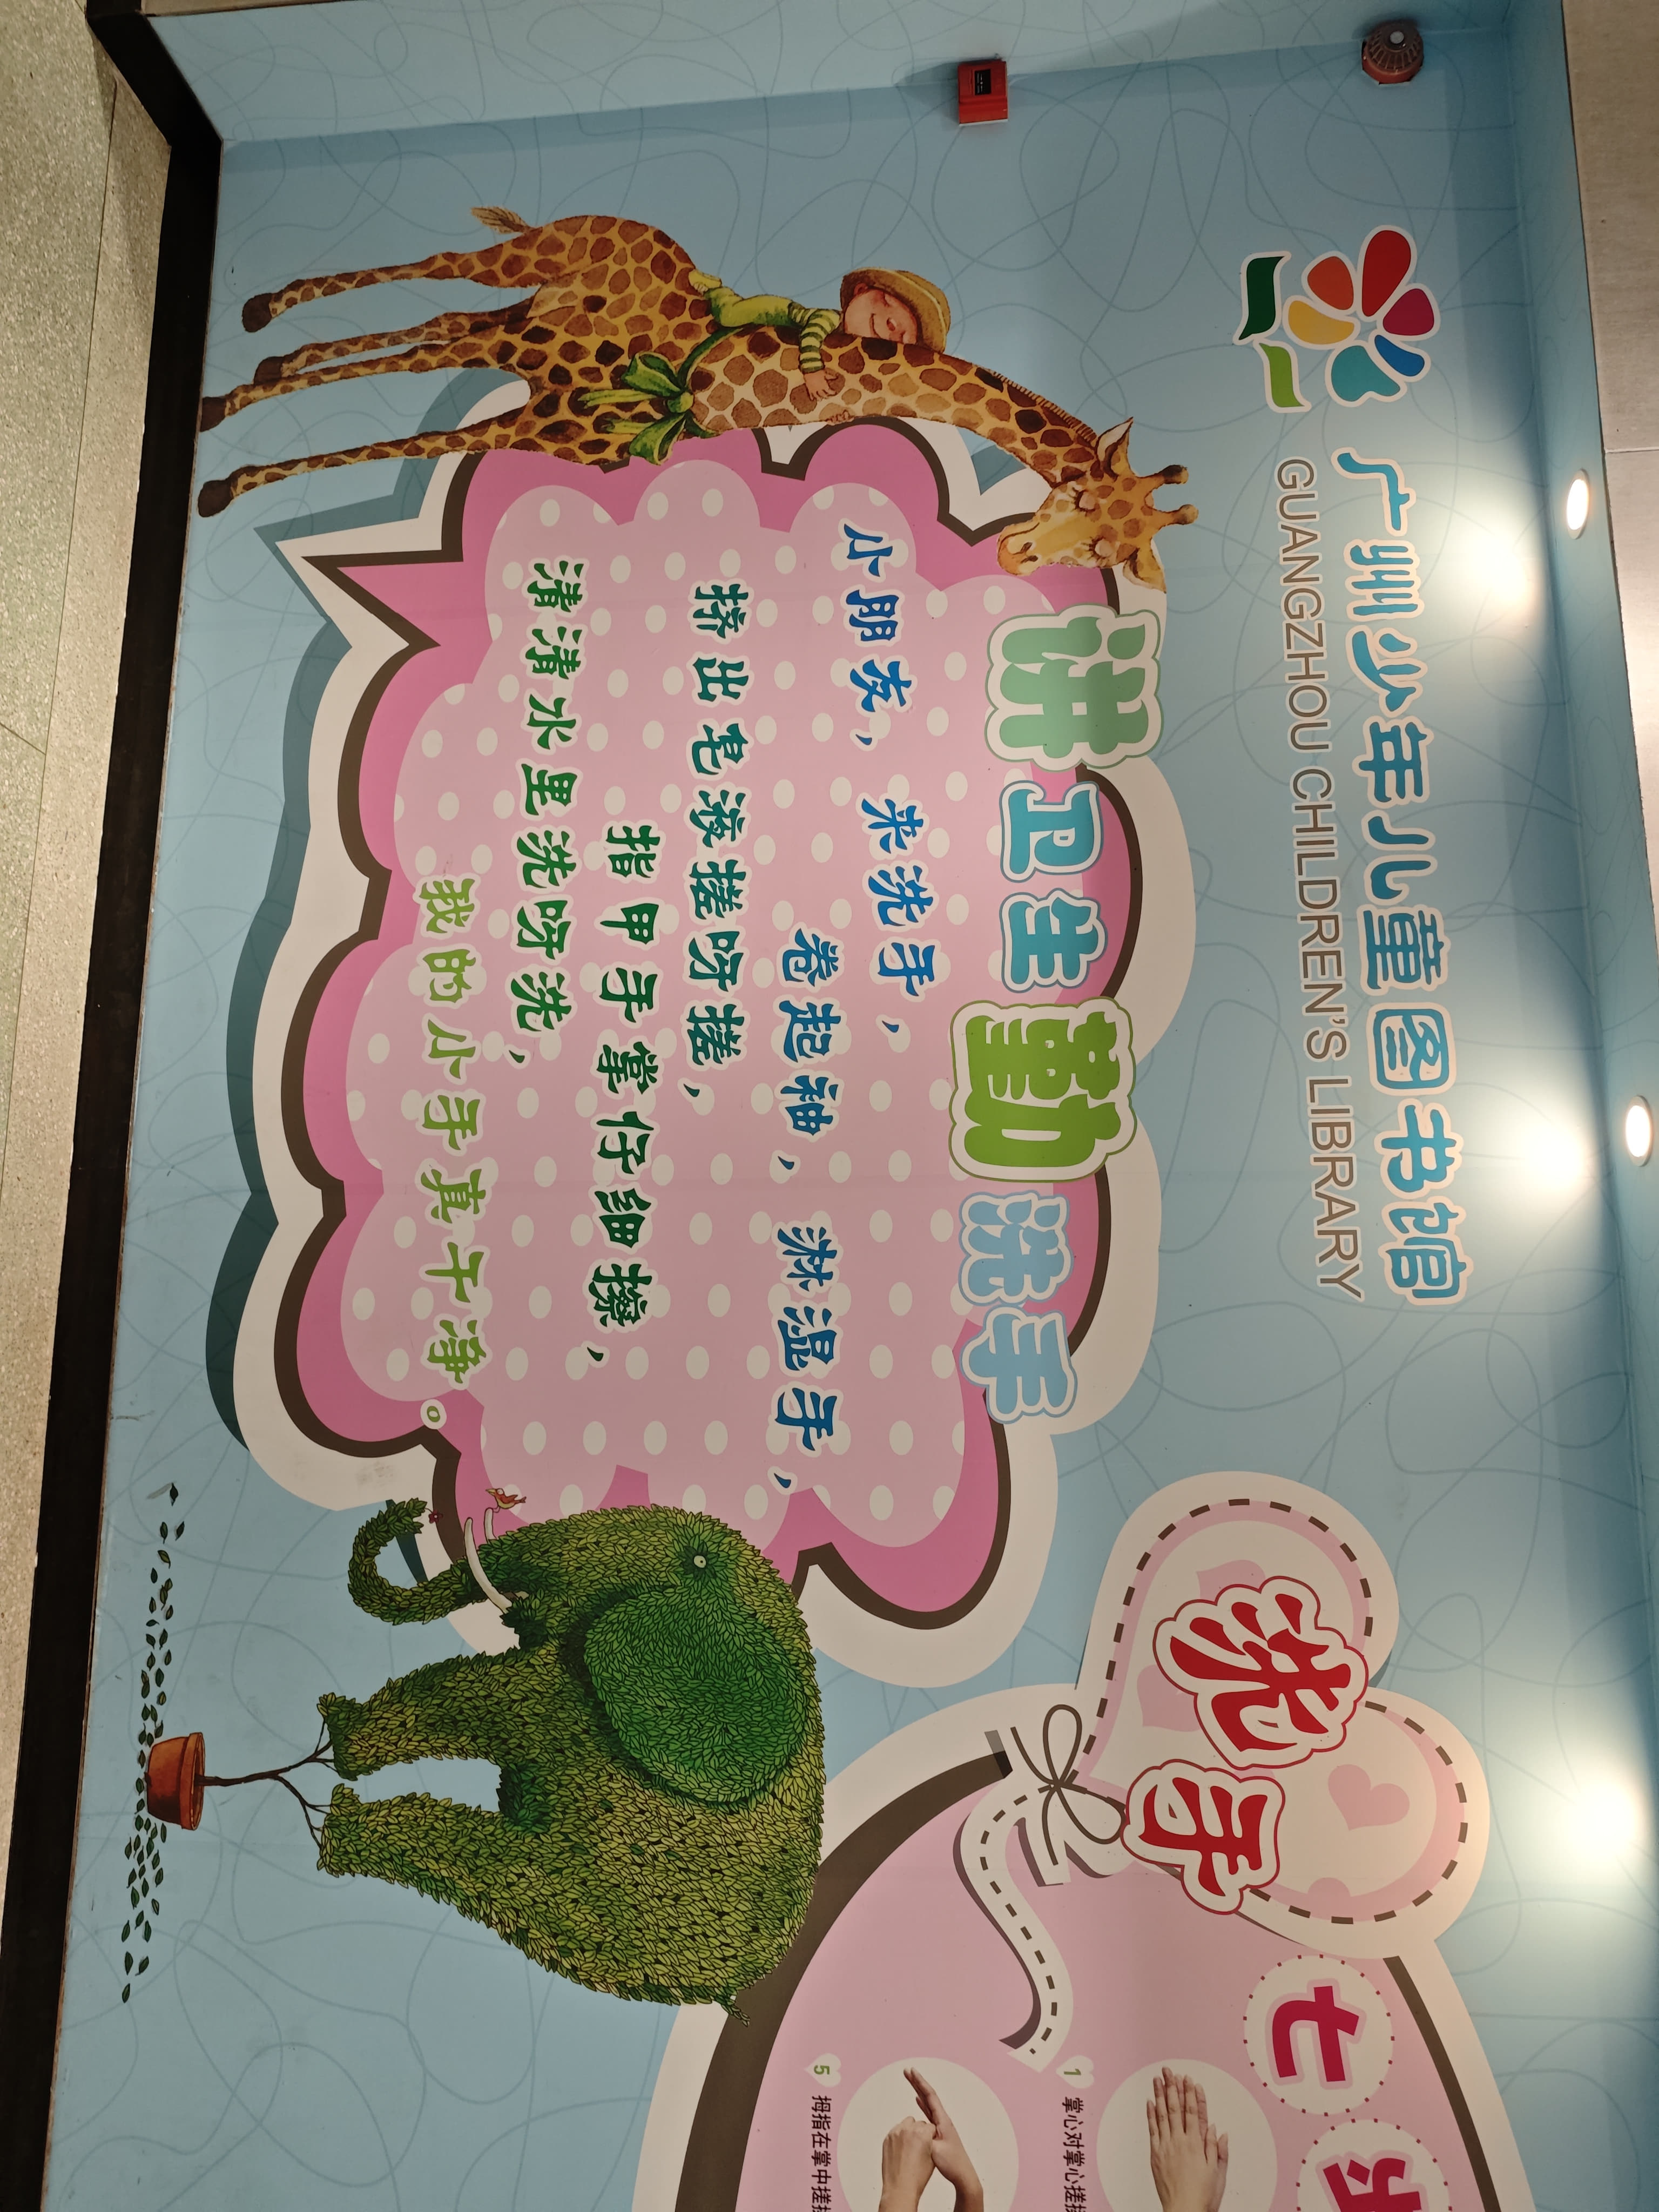 广州少年儿童图书馆
GUANGZHOU CHILDREN'S LIBRARY
讲卫生勤洗手
小朋友，来洗手，
卷起袖，淋湿手，
挤出皂液搓呀搓，
指甲手掌仔细擦，
清清水里洗呀洗，
我的小手真干净。
洗手
七
1 掌心对掌心搓
5 拇指在掌中搓